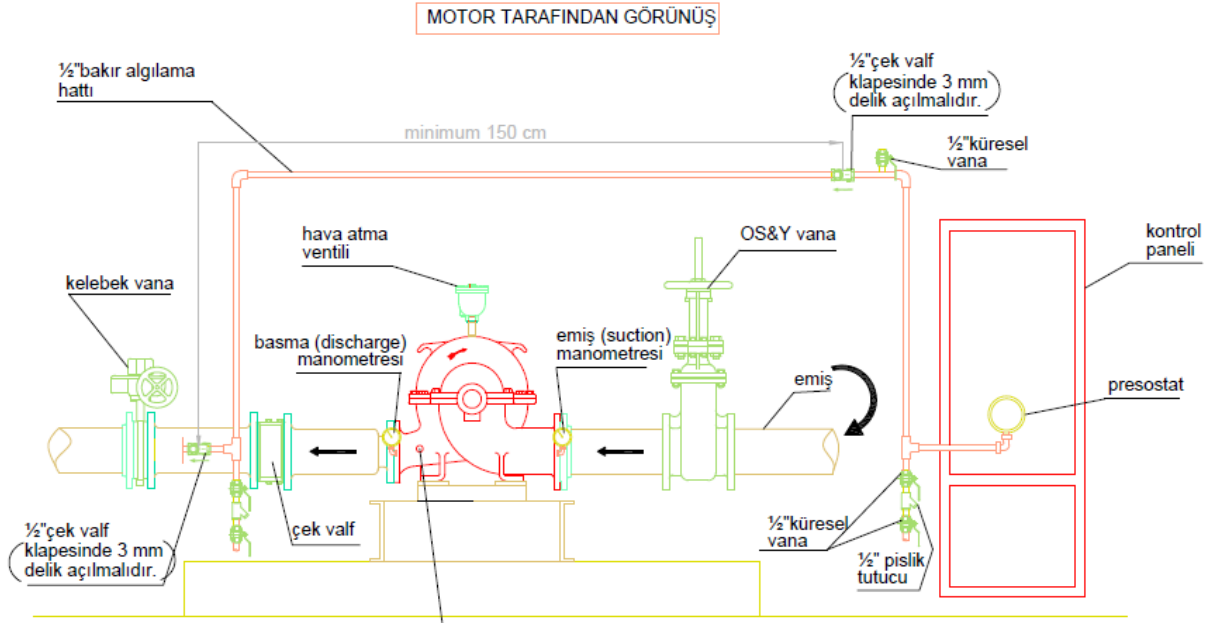 MOTOR TARAFINDAN GÖRÜNÜŞ
½"bakır algılama
hattı
½"çek valf
klapesinde 3 mm
delik açılmalıdır.
minimum 150 cm
½"küresel
vana
hava atma
ventili
OS&Y vana
kontrol
paneli
kelebek vana
basma (discharge)
manometresi
emiş (suction)
manometresi
emiş
presostat
½"çek valf
klapesinde 3 mm
delik açılmalıdır.
çek valf
½"küresel
vana
½" pislik
tutucu